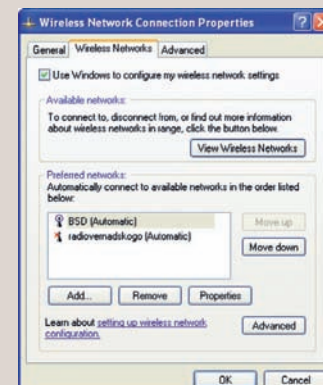 Wireless Network Connection Properties
General Wireless Networks Advanced
Use Windows to configure my wireless network settings
Available networks:
To connect to, disconnect from, or find out more information
about wireless networks in range, click the button below.
View Wireless Networks
Preferred networks:
Automatically connect to available networks in the order listed
below:
BSD (Automatic)
radiovernadskogo (Automatic)
Move up
Move down
Add... Remove Properties
Learn about setting up wireless network
configuration.
Advanced
OK Cancel